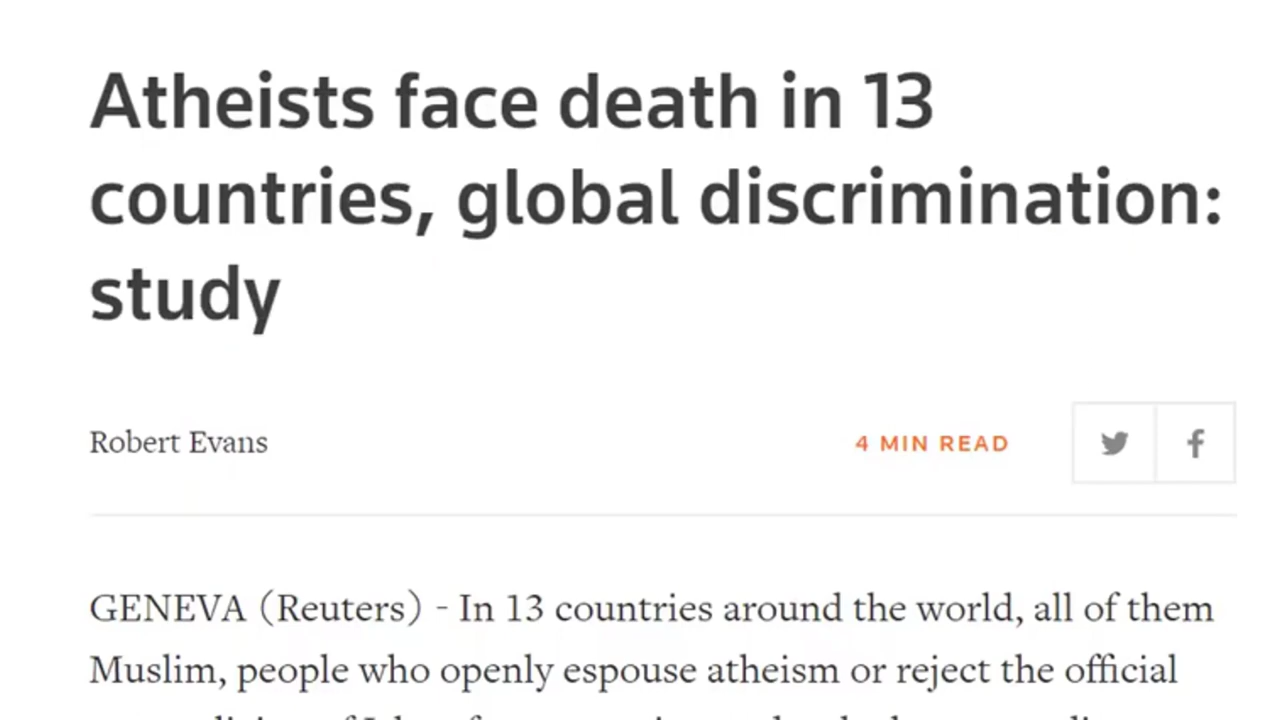 Atheists face death in 13
countries, global discrimination:
study
Robert Evans
4 MIN READ
GENEVA (Reuters) - In 13 countries around the world, all of them
Muslim, people who openly espouse atheism or reject the official